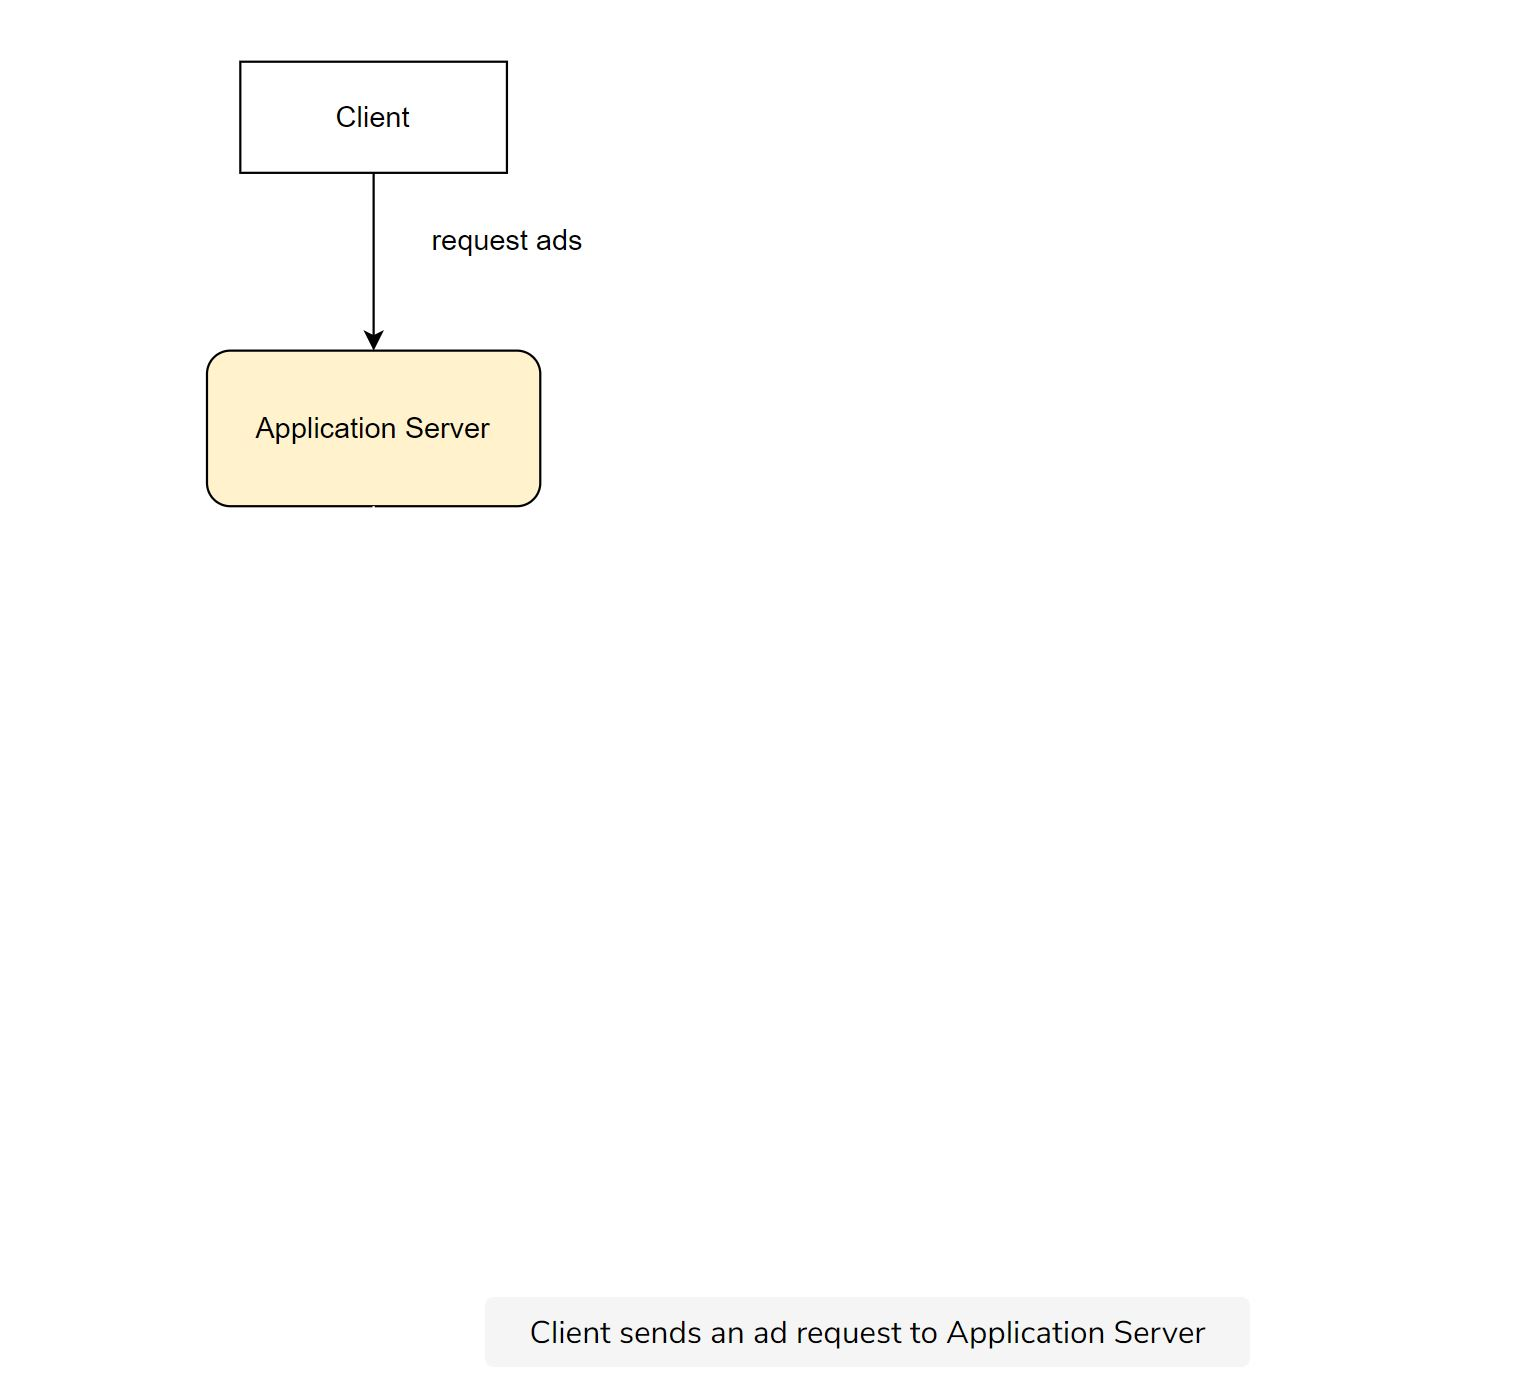 Client
request ads
Application Server
Client sends an ad request to Application Server